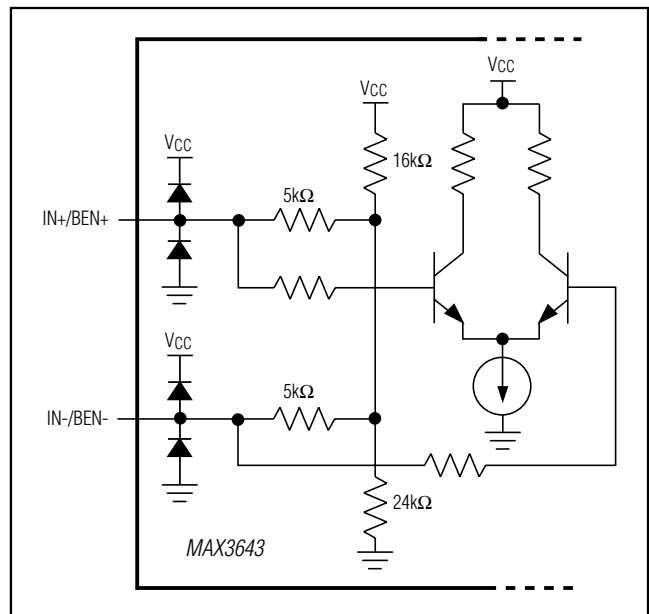 VCC
VCC
16kΩ
VCC
5kΩ
IN+/BEN+
VCC
5kΩ
IN-/BEN-
24kΩ
MAX3643